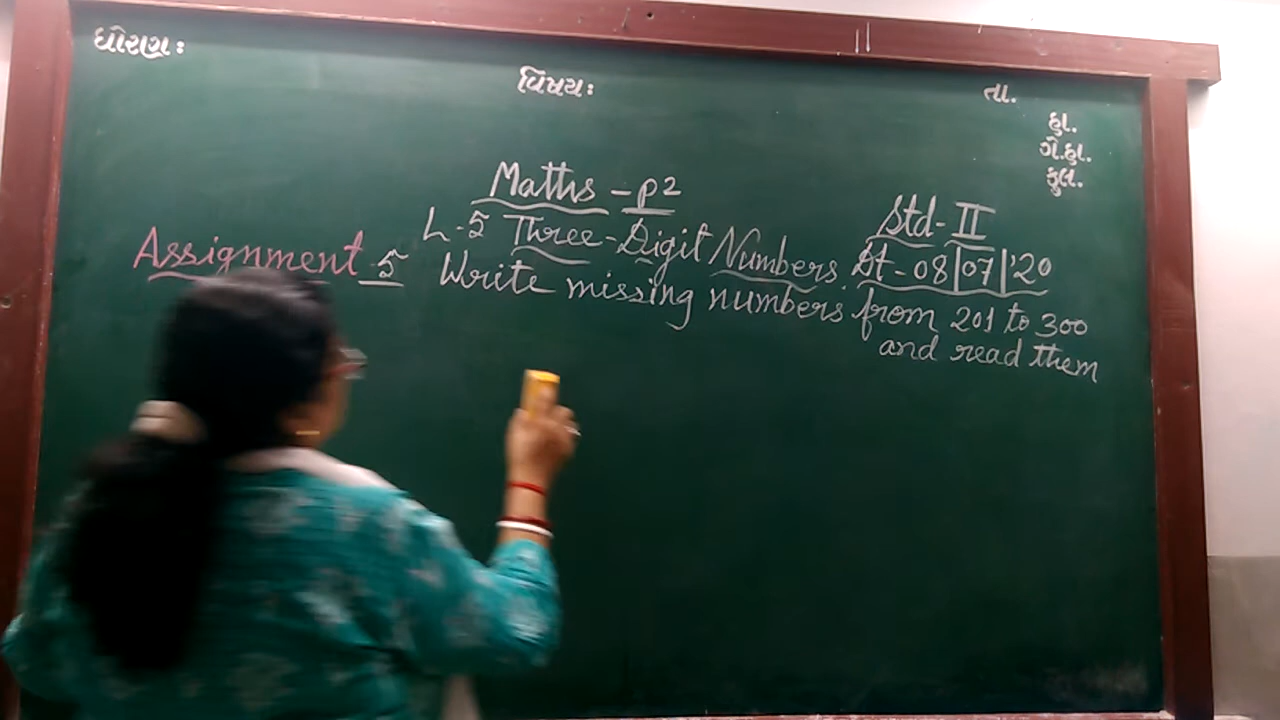 ધોરણ:
વિષય:
તા.
હા.
ગે.હા.
કુલ.
Maths - P2
Std - II
L-5 Three-Digit Numbers.
Dt - 08|07|'20
Assignment - 5
Write missing numbers from 201 to 300
and read them